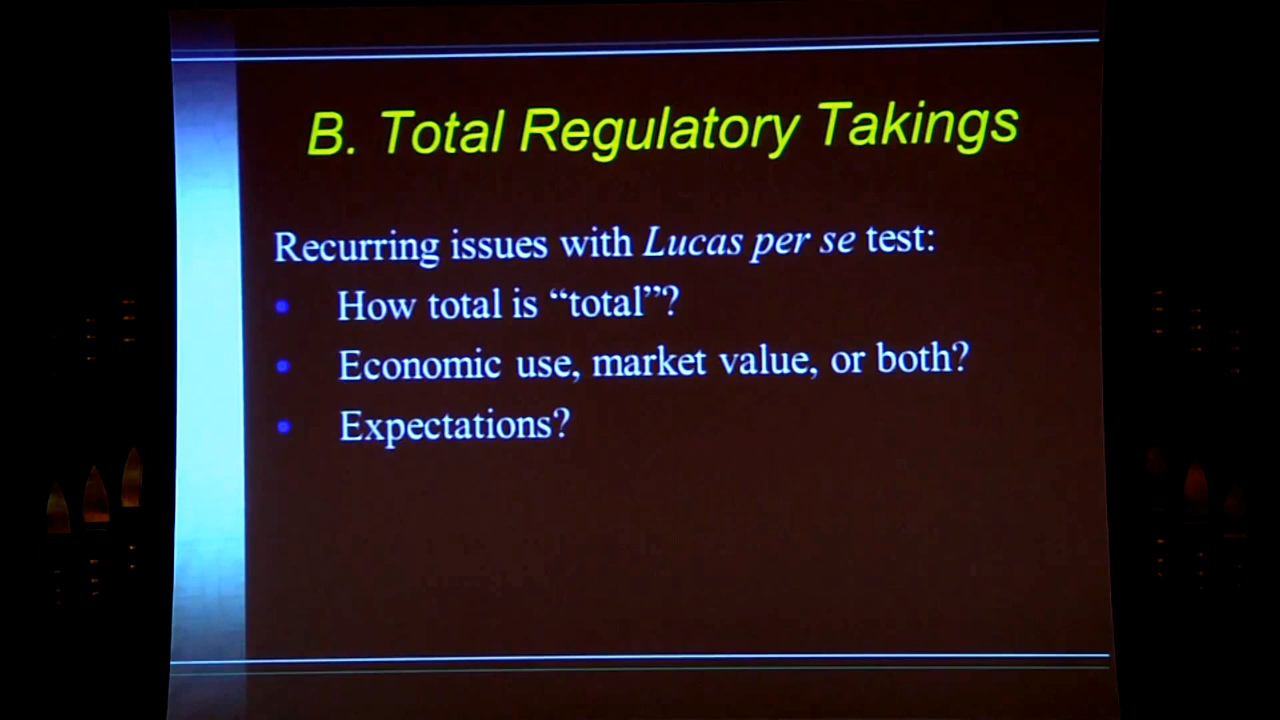 B. Total Regulatory Takings
Recurring issues with Lucas per se test:
• How total is “total”?
• Economic use, market value, or both?
• Expectations?